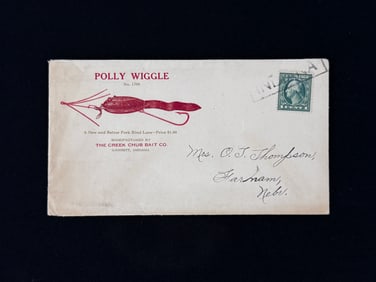 POLLY WIGGLE
No. 1700
A New and Better Pork Rind Lure—Price $1.00
MANUFACTURED BY
THE CREEK CHUB BAIT CO.
GARRETT, INDIANA
Mrs. O. T. Thompson,
Farnam,
Nebr.